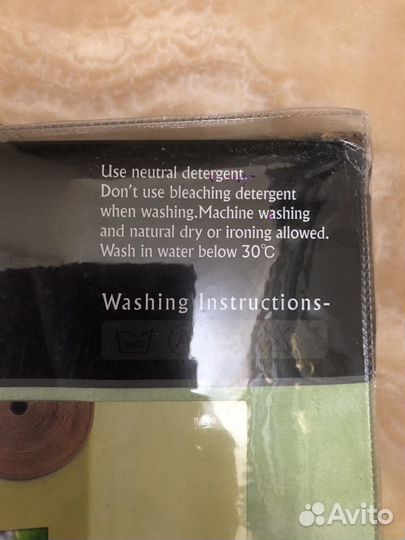 Use neutral detergent.
Don't use bleaching detergent
when washing.Machine washing
and natural dry or ironing allowed.
Wash in water below 30℃
Washing Instructions-
Avito